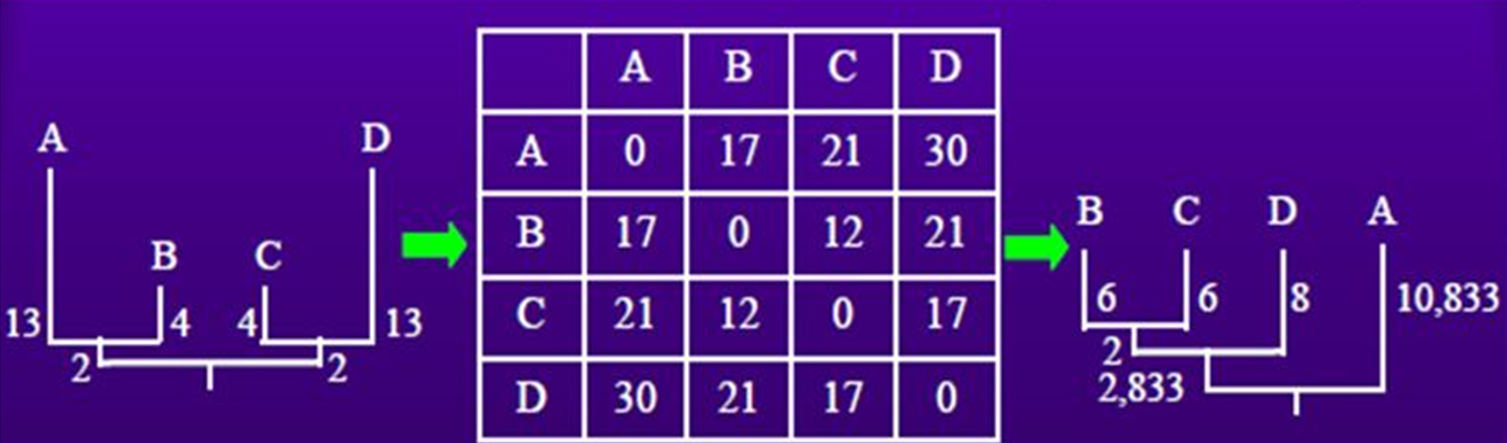 A D
B C
13 4 4 13
2 2
A B C D
A 0 17 21 30
B 17 0 12 21
C 21 12 0 17
D 30 21 17 0
B C D A
6 6 8 10,833
2
2,833